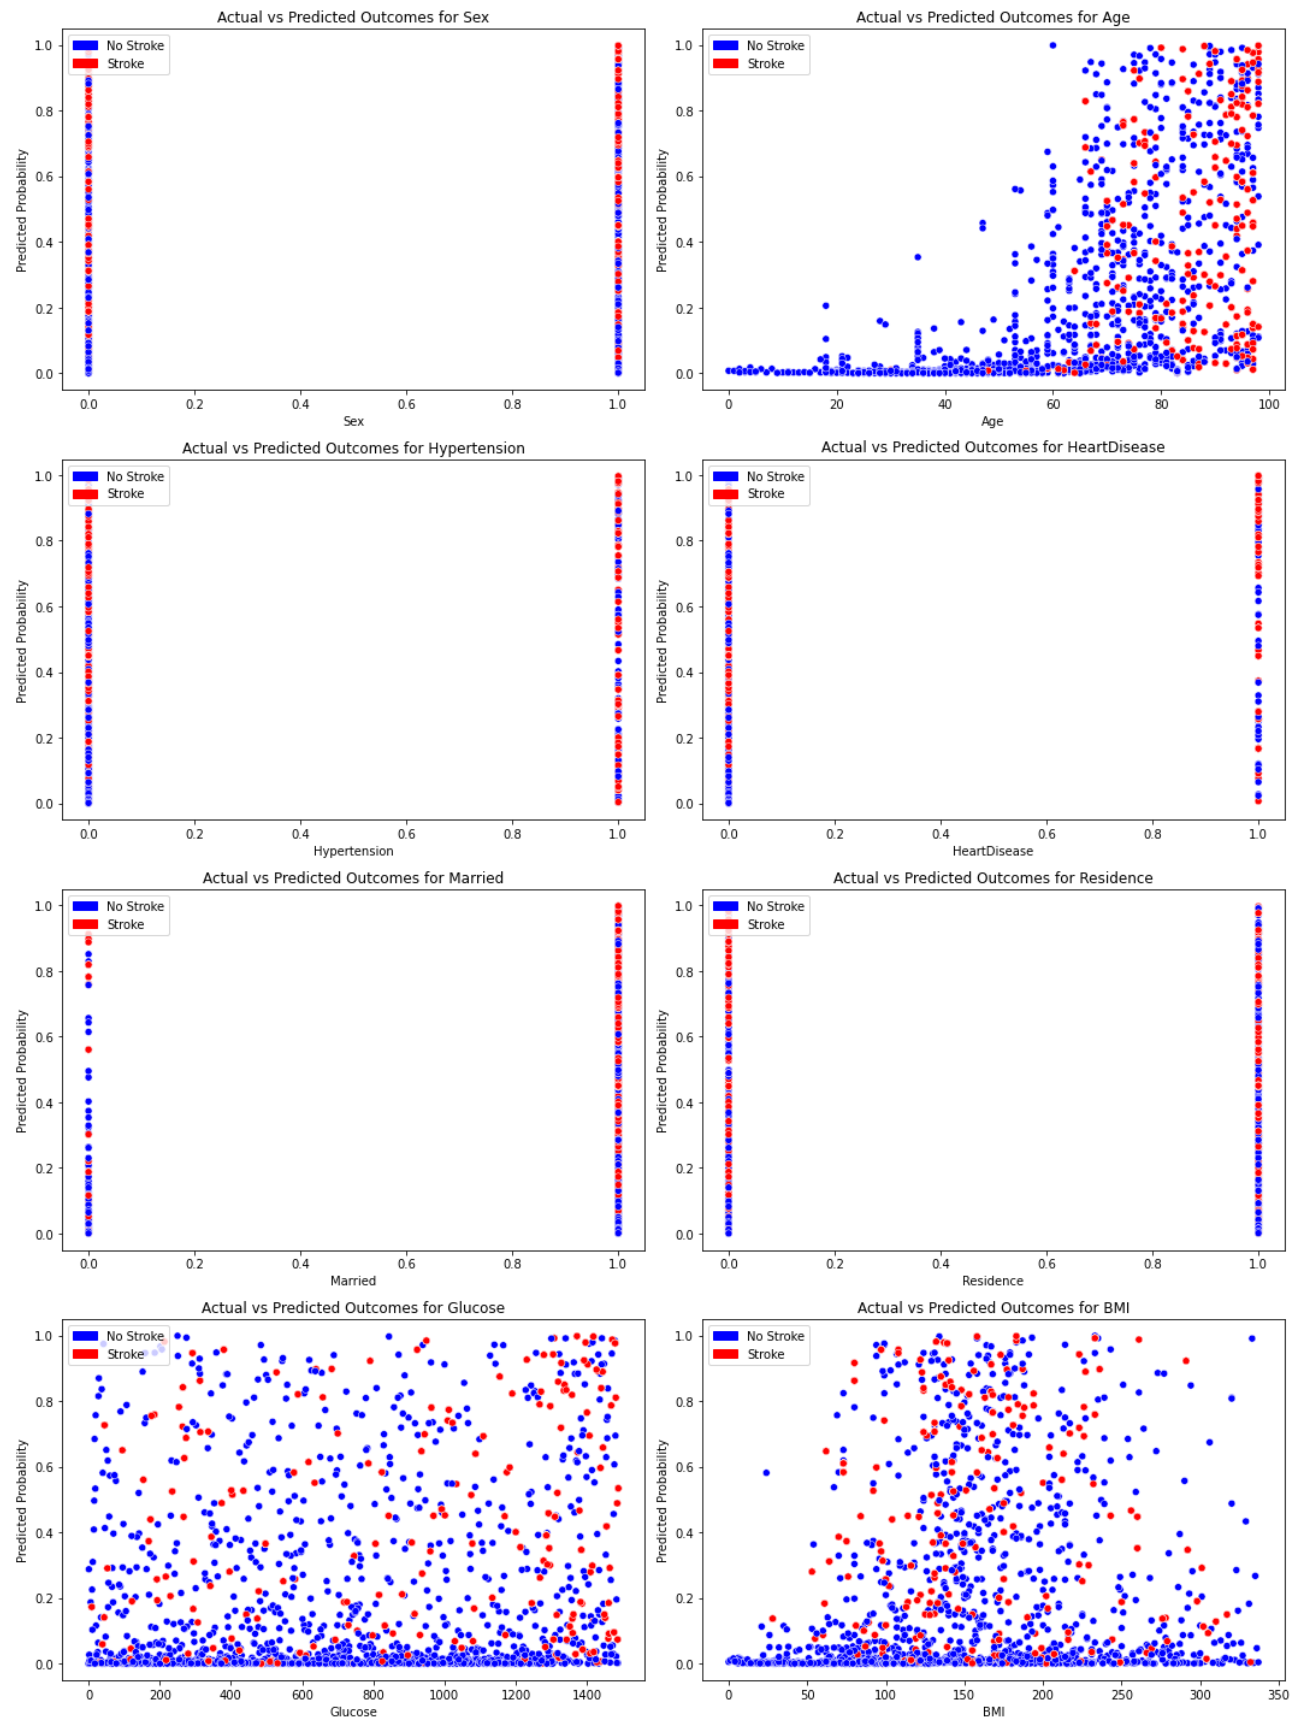 Actual vs Predicted Outcomes for Sex
No Stroke
Stroke
Predicted Probability
1.0
0.8
0.6
0.4
0.2
0.0
0.0 0.2 0.4 0.6 0.8 1.0
Sex
Actual vs Predicted Outcomes for Age
No Stroke
Stroke
Predicted Probability
1.0
0.8
0.6
0.4
0.2
0.0
0 20 40 60 80 100
Age
Actual vs Predicted Outcomes for Hypertension
No Stroke
Stroke
Predicted Probability
1.0
0.8
0.6
0.4
0.2
0.0
0.0 0.2 0.4 0.6 0.8 1.0
Hypertension
Actual vs Predicted Outcomes for HeartDisease
No Stroke
Stroke
Predicted Probability
1.0
0.8
0.6
0.4
0.2
0.0
0.0 0.2 0.4 0.6 0.8 1.0
HeartDisease
Actual vs Predicted Outcomes for Married
No Stroke
Stroke
Predicted Probability
1.0
0.8
0.6
0.4
0.2
0.0
0.0 0.2 0.4 0.6 0.8 1.0
Married
Actual vs Predicted Outcomes for Residence
No Stroke
Stroke
Predicted Probability
1.0
0.8
0.6
0.4
0.2
0.0
0.0 0.2 0.4 0.6 0.8 1.0
Residence
Actual vs Predicted Outcomes for Glucose
No Stroke
Stroke
Predicted Probability
1.0
0.8
0.6
0.4
0.2
0.0
0 200 400 600 800 1000 1200 1400
Glucose
Actual vs Predicted Outcomes for BMI
No Stroke
Stroke
Predicted Probability
1.0
0.8
0.6
0.4
0.2
0.0
0 50 100 150 200 250 300 350
BMI